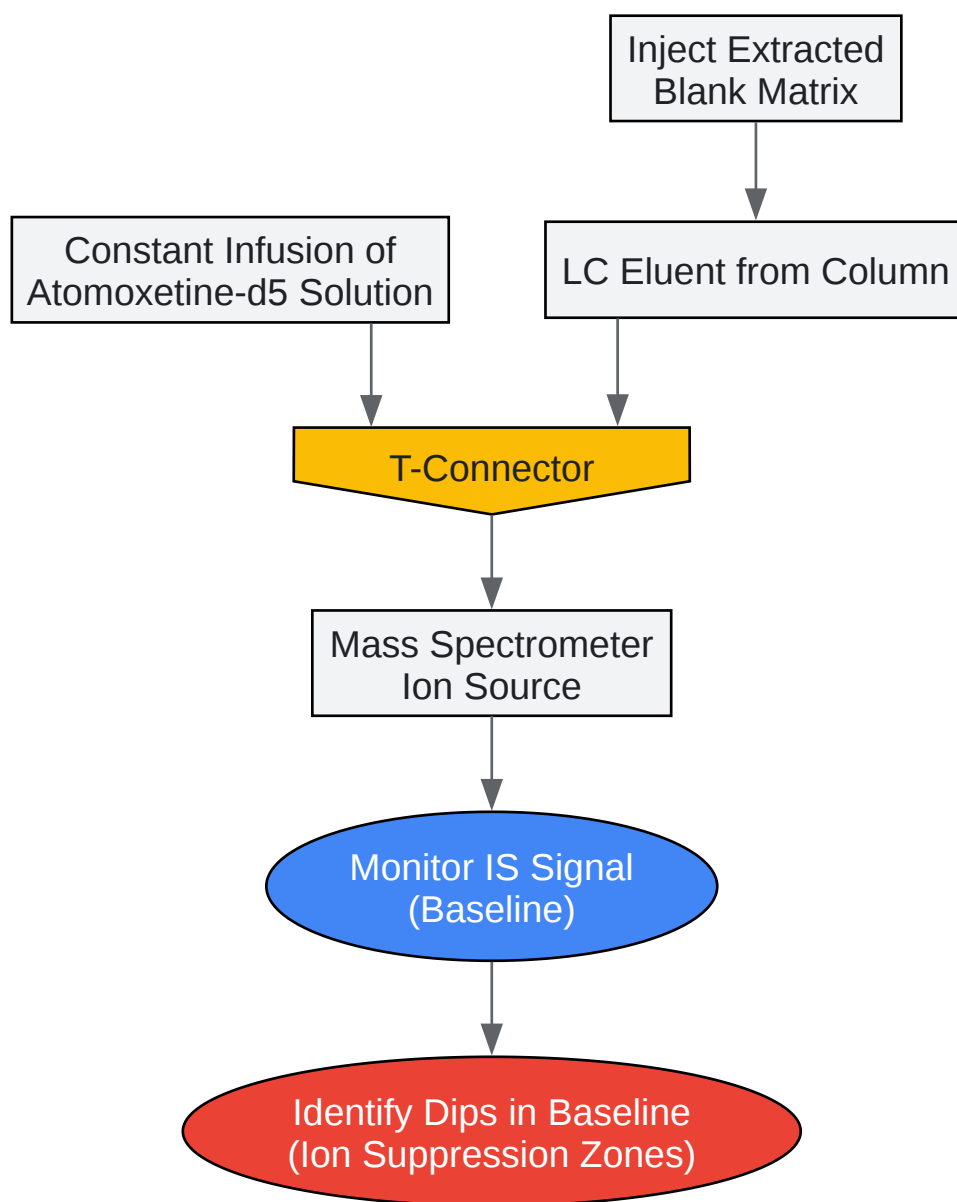 Inject Extracted
Blank Matrix
Constant Infusion of
Atomoxetine-d5 Solution
LC Eluent from Column
T-Connector
Mass Spectrometer
Ion Source
Monitor IS Signal
(Baseline)
Identify Dips in Baseline
(Ion Suppression Zones)